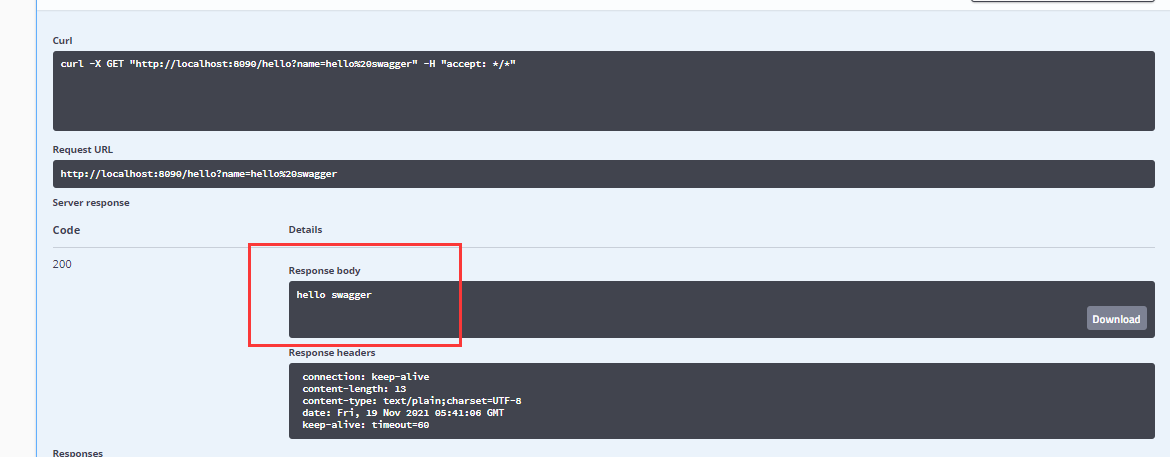 Curl
curl -X GET "http://localhost:8090/hello?name=hello%20swagger" -H "accept: */*"
Request URL
http://localhost:8090/hello?name=hello%20swagger
Server response
Code Details
200
Response body
hello swagger
Download
Response headers
connection: keep-alive
content-length: 13
content-type: text/plain;charset=UTF-8
date: Fri, 19 Nov 2021 05:41:06 GMT
keep-alive: timeout=60
Responses